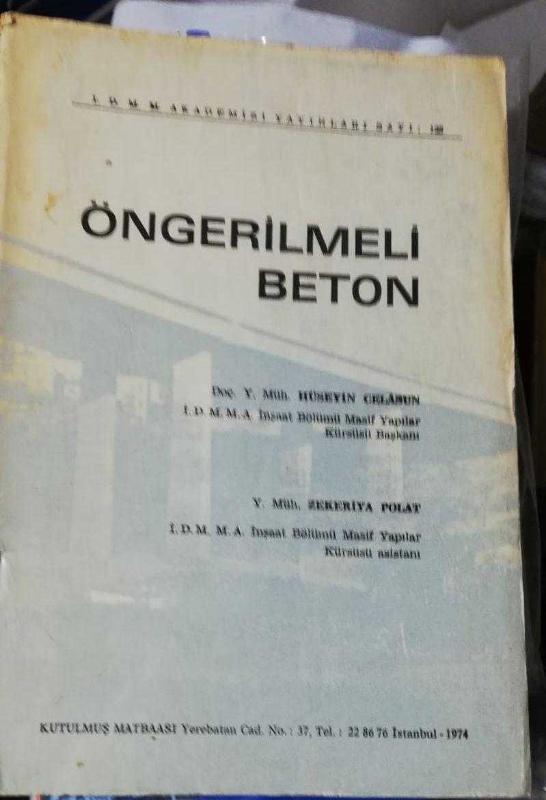 İ. D. M. M. AKADEMİSİ YAYINLARI SAYI :
ÖNGERİLMELİ
BETON
Doç. Y. Müh. HÜSEYİN CELÂSUN
İ. D. M. M. A. İnşaat Bölümü Masif Yapılar
Kürsüsü Başkanı
Y. Müh. ZEKERİYA POLAT
İ. D. M. M. A. İnşaat Bölümü Masif Yapılar
Kürsüsü asistanı
KUTULMUŞ MATBAASI Yerebatan Cad. No. : 37, Tel. : 22 86 76 İstanbul - 1974